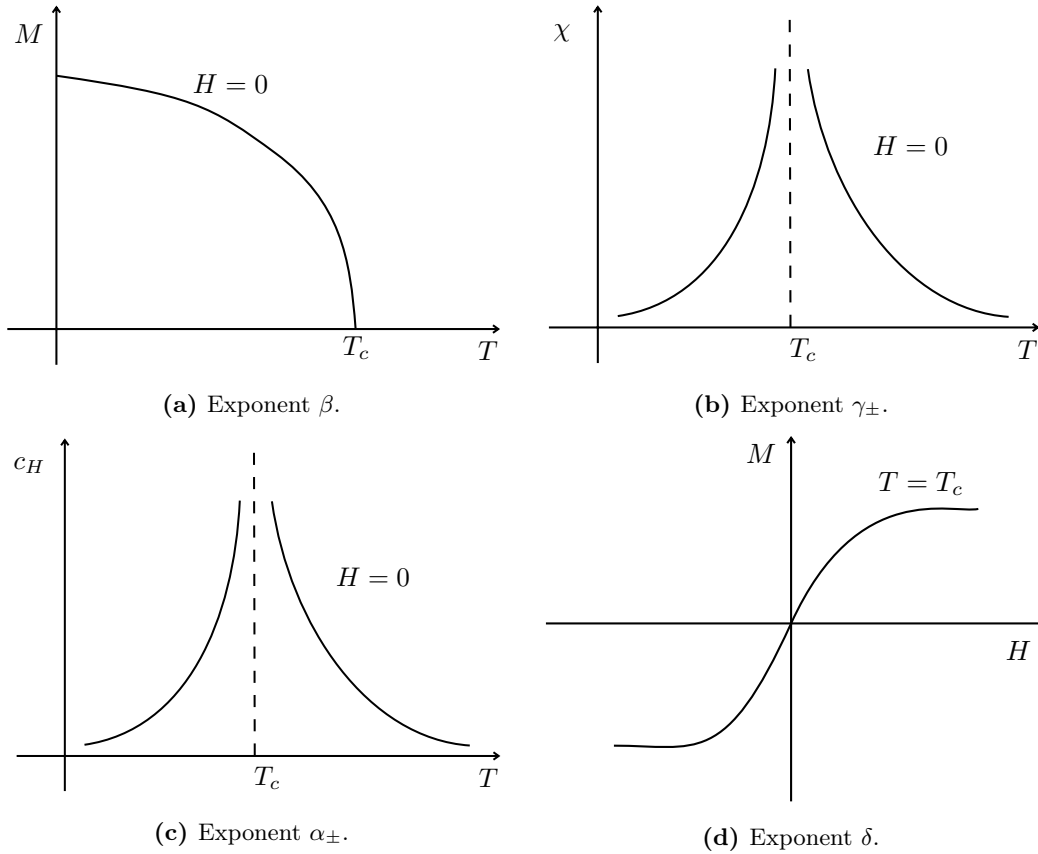 M
H = 0
T_c
T
(a) Exponent β.
χ
H = 0
T_c
T
(b) Exponent γ±.
c_H
H = 0
T_c
T
(c) Exponent α±.
M
T = T_c
H
(d) Exponent δ.